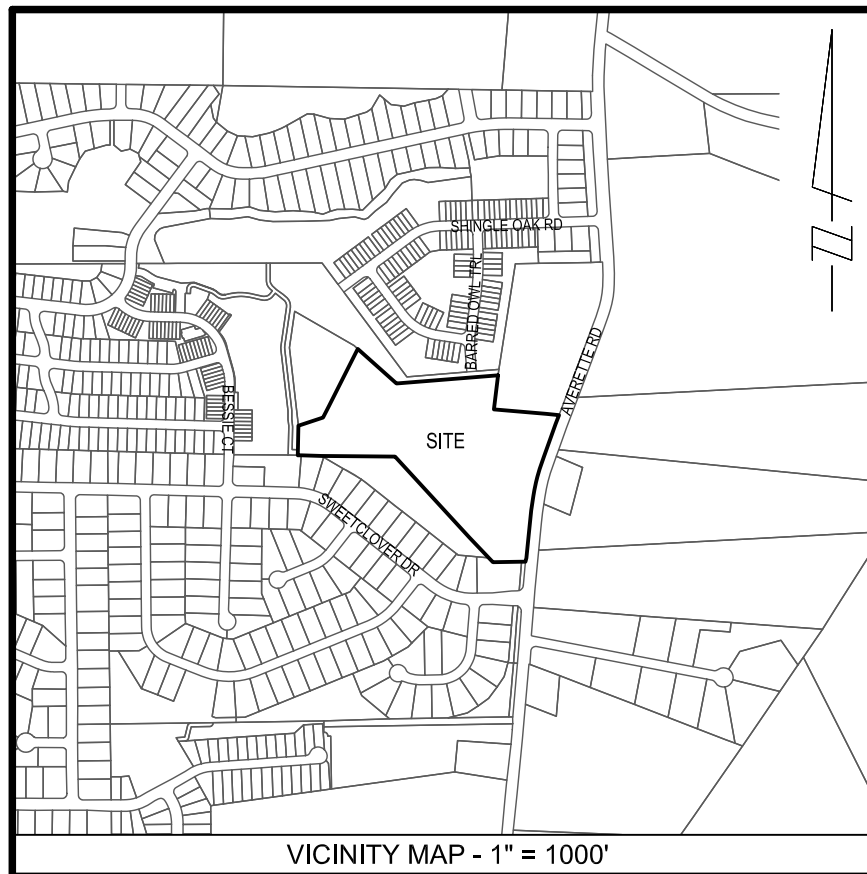 SHINGLE OAK RD
BARRED OWL TRL
AVERETTE RD
BESSIE CT
SITE
SWEETCLOVER DR
N
VICINITY MAP - 1" = 1000'